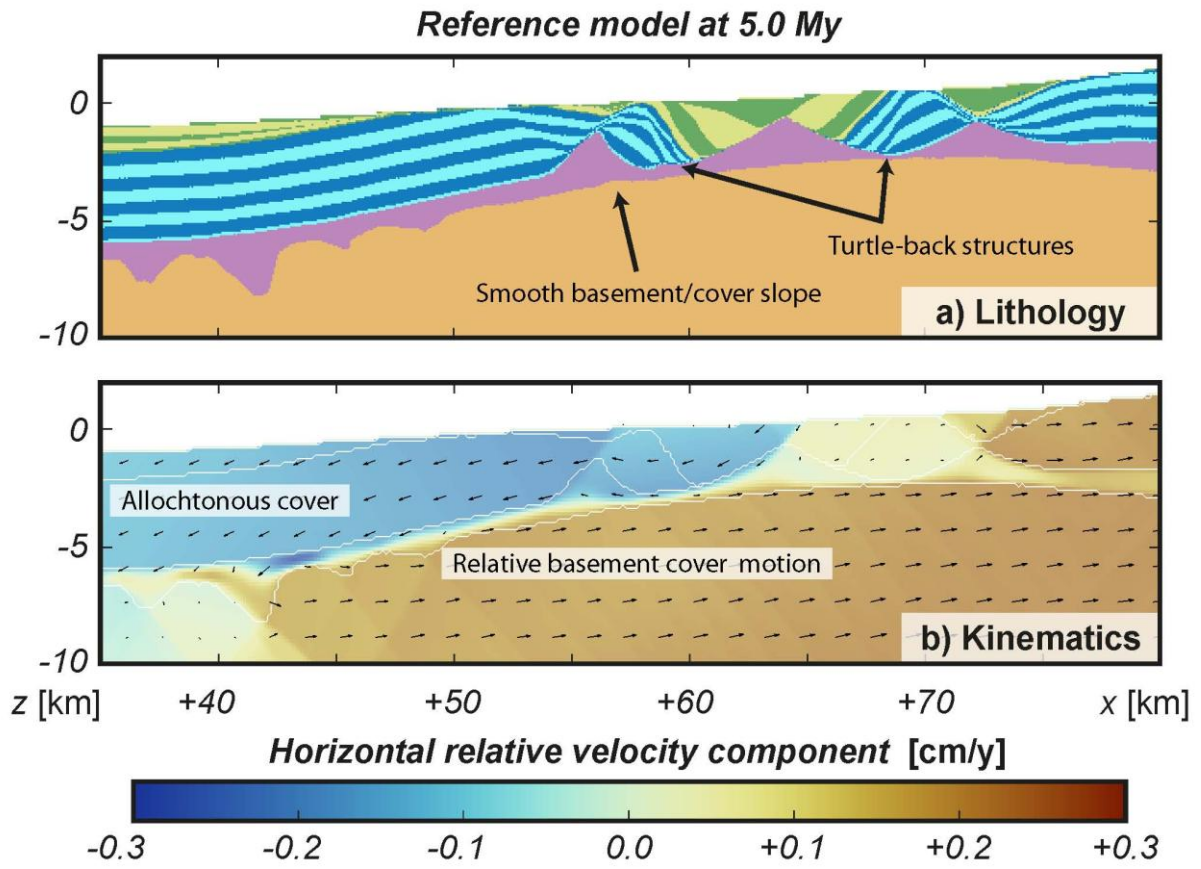 Reference model at 5.0 My
0
-5
-10
Turtle-back structures
Smooth basement/cover slope
a) Lithology
0
-5
-10
Allochtonous cover
Relative basement cover motion
b) Kinematics
z [km] +40 +50 +60 +70 x [km]
Horizontal relative velocity component [cm/y]
-0.3 -0.2 -0.1 0.0 +0.1 +0.2 +0.3